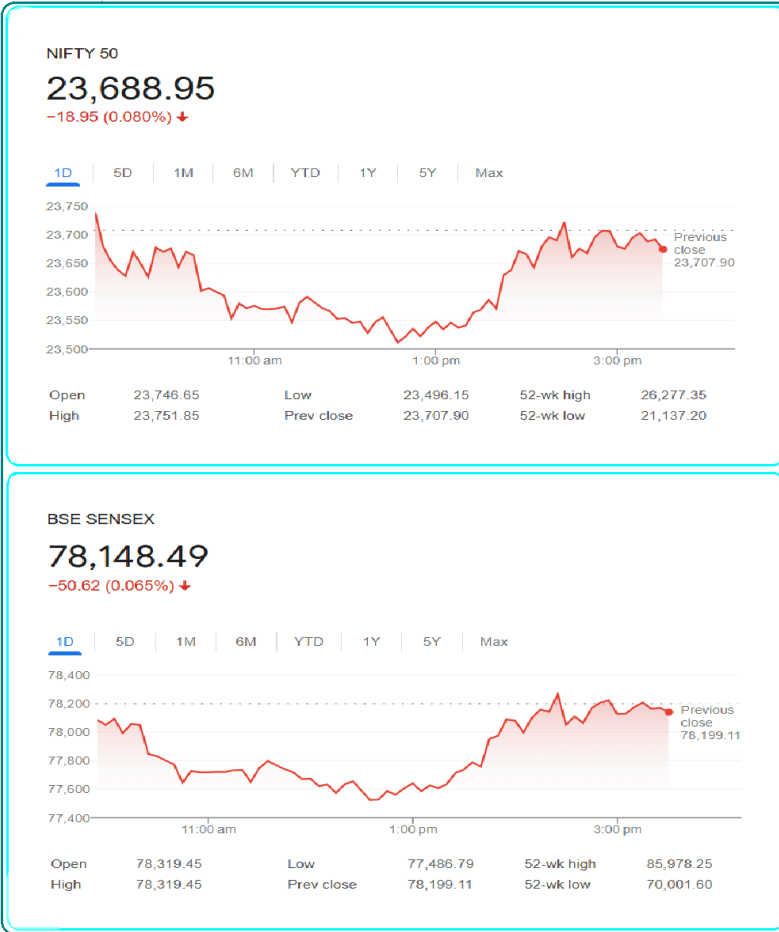 NIFTY 50
23,688.95
−18.95 (0.080%) ↓
1D 5D 1M 6M YTD 1Y 5Y Max
23,750
23,700
23,650
23,600
23,550
23,500
Previous
close
23,707.90
11:00 am 1:00 pm 3:00 pm
Open 23,746.65 Low 23,496.15 52-wk high 26,277.35
High 23,751.85 Prev close 23,707.90 52-wk low 21,137.20
BSE SENSEX
78,148.49
−50.62 (0.065%) ↓
1D 5D 1M 6M YTD 1Y 5Y Max
78,400
78,200
78,000
77,800
77,600
77,400
Previous
close
78,199.11
11:00 am 1:00 pm 3:00 pm
Open 78,319.45 Low 77,486.79 52-wk high 85,978.25
High 78,319.45 Prev close 78,199.11 52-wk low 70,001.60